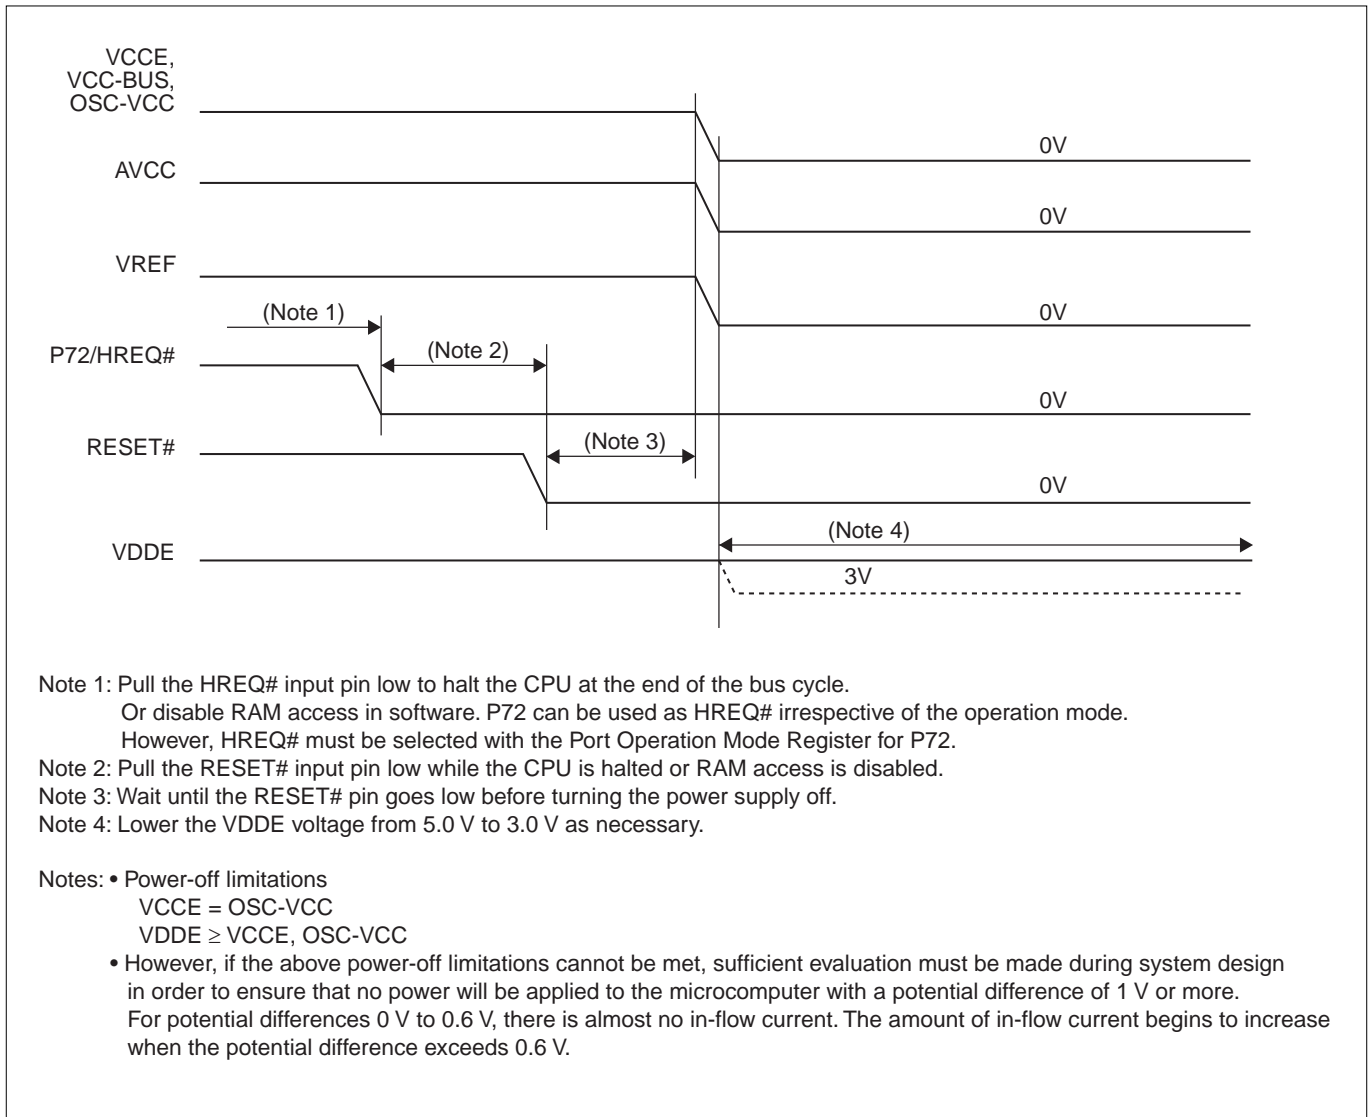 VCCE,
VCC-BUS,
OSC-VCC
0V
AVCC
0V
VREF
(Note 1)
0V
P72/HREQ#
(Note 2)
0V
RESET#
(Note 3)
0V
VDDE
(Note 4)
3V
Note 1: Pull the HREQ# input pin low to halt the CPU at the end of the bus cycle.
Or disable RAM access in software. P72 can be used as HREQ# irrespective of the operation mode.
However, HREQ# must be selected with the Port Operation Mode Register for P72.
Note 2: Pull the RESET# input pin low while the CPU is halted or RAM access is disabled.
Note 3: Wait until the RESET# pin goes low before turning the power supply off.
Note 4: Lower the VDDE voltage from 5.0 V to 3.0 V as necessary.
Notes: • Power-off limitations
VCCE = OSC-VCC
VDDE ≥ VCCE, OSC-VCC
• However, if the above power-off limitations cannot be met, sufficient evaluation must be made during system design
in order to ensure that no power will be applied to the microcomputer with a potential difference of 1 V or more.
For potential differences 0 V to 0.6 V, there is almost no in-flow current. The amount of in-flow current begins to increase
when the potential difference exceeds 0.6 V.